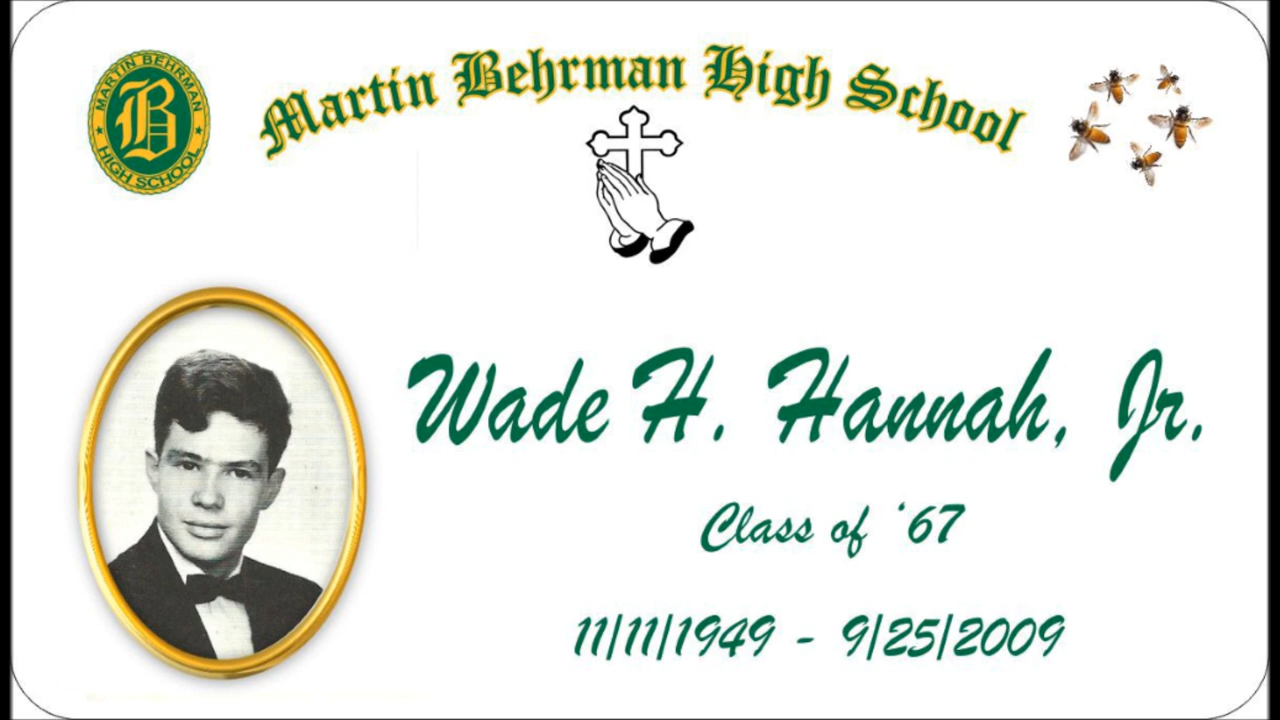 MARTIN BEHRMAN
B
HIGH SCHOOL
Martin Behrman High School
Wade H. Hannah, Jr.
Class of ‘67
11/11/1949 - 9/25/2009